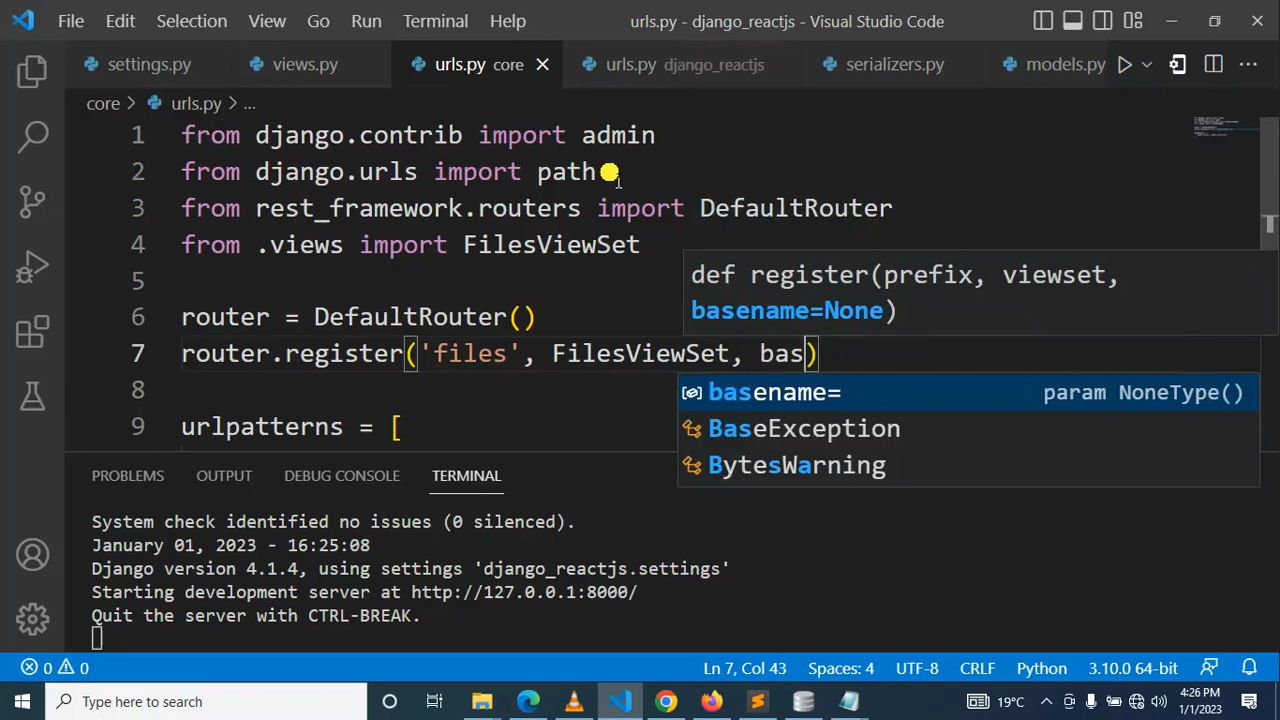 File Edit Selection View Go Run Terminal Help urls.py - django_reactjs - Visual Studio Code
settings.py views.py urls.py core urls.py django_reactjs serializers.py models.py
core > urls.py > ...
1 from django.contrib import admin
2 from django.urls import path
3 from rest_framework.routers import DefaultRouter
4 from .views import FilesViewSet
5
def register(prefix, viewset,
basename=None)
6 router = DefaultRouter()
7 router.register('files', FilesViewSet, bas)
8
basename= param NoneType()
BaseException
BytesWarning
9 urlpatterns = [
PROBLEMS OUTPUT DEBUG CONSOLE TERMINAL
System check identified no issues (0 silenced).
January 01, 2023 - 16:25:08
Django version 4.1.4, using settings 'django_reactjs.settings'
Starting development server at http://127.0.0.1:8000/
Quit the server with CTRL-BREAK.
0 0 Ln 7, Col 43 Spaces: 4 UTF-8 CRLF Python 3.10.0 64-bit
Type here to search 19°C 4:26 PM
1/1/2023